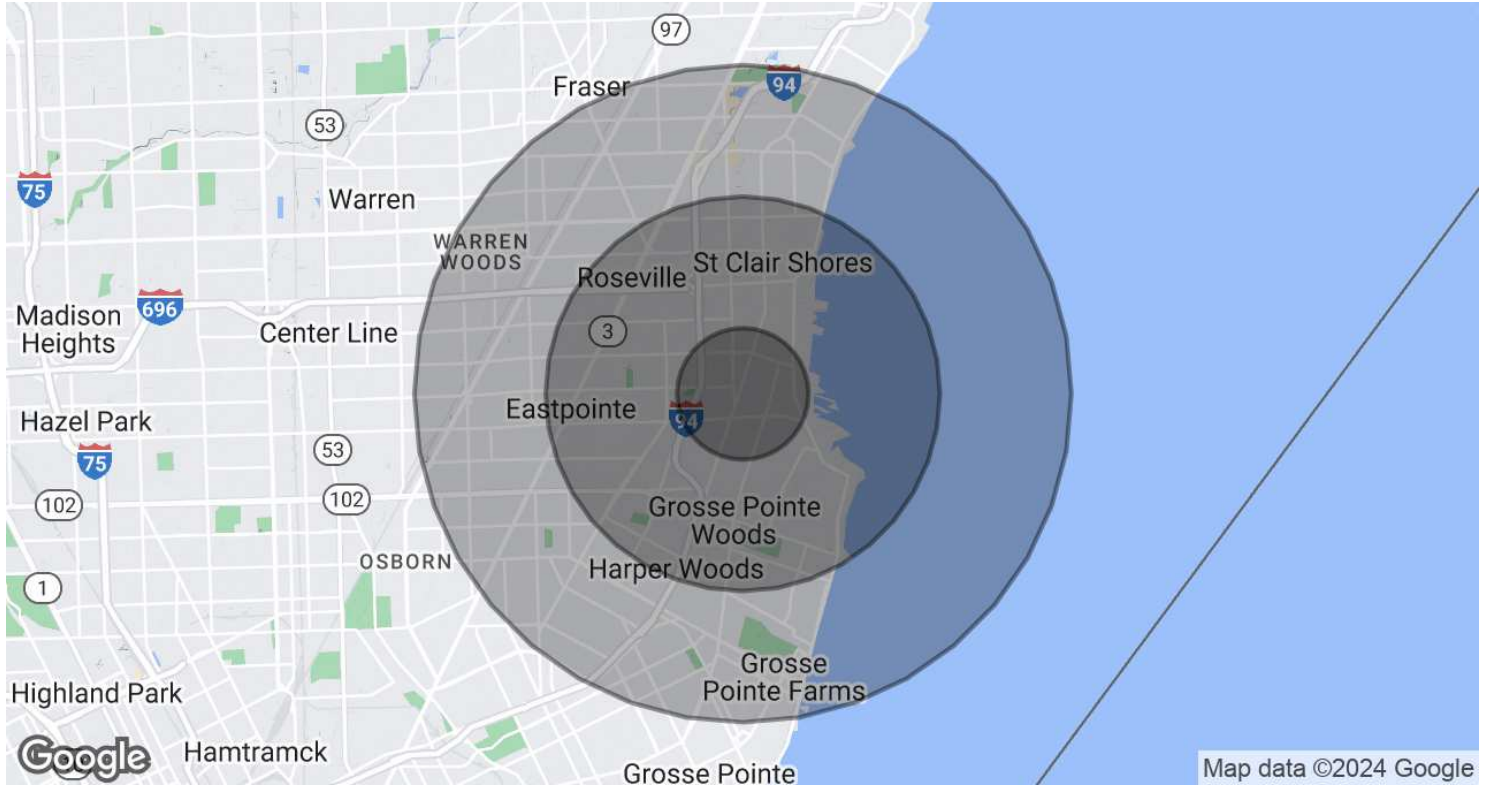 97
Fraser
94
53
75
Warren
WARREN
WOODS
St Clair Shores
Roseville
696
Madison
Heights
Center Line
3
Eastpointe
94
Hazel Park
53
75
102
102
Grosse Pointe
Woods
OSBORN
Harper Woods
1
Grosse
Pointe Farms
Highland Park
Hamtramck
Google
Grosse Pointe
Map data ©2024 Google